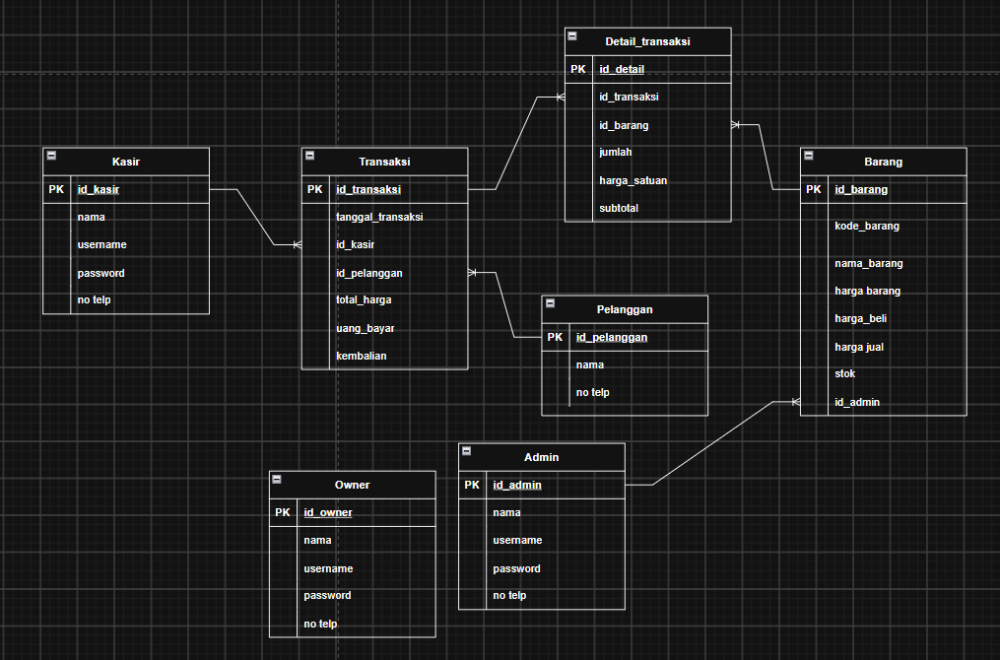 Detail_transaksi
PK id_detail
id_transaksi
id_barang
jumlah
harga_satuan
subtotal
Kasir
PK id_kasir
nama
username
password
no telp
Transaksi
PK id_transaksi
tanggal_transaksi
id_kasir
id_pelanggan
total_harga
uang_bayar
kembalian
Barang
PK id_barang
kode_barang
nama_barang
harga barang
harga_beli
harga jual
stok
id_admin
Pelanggan
PK id_pelanggan
nama
no telp
Admin
PK id_admin
nama
username
password
no telp
Owner
PK id_owner
nama
username
password
no telp